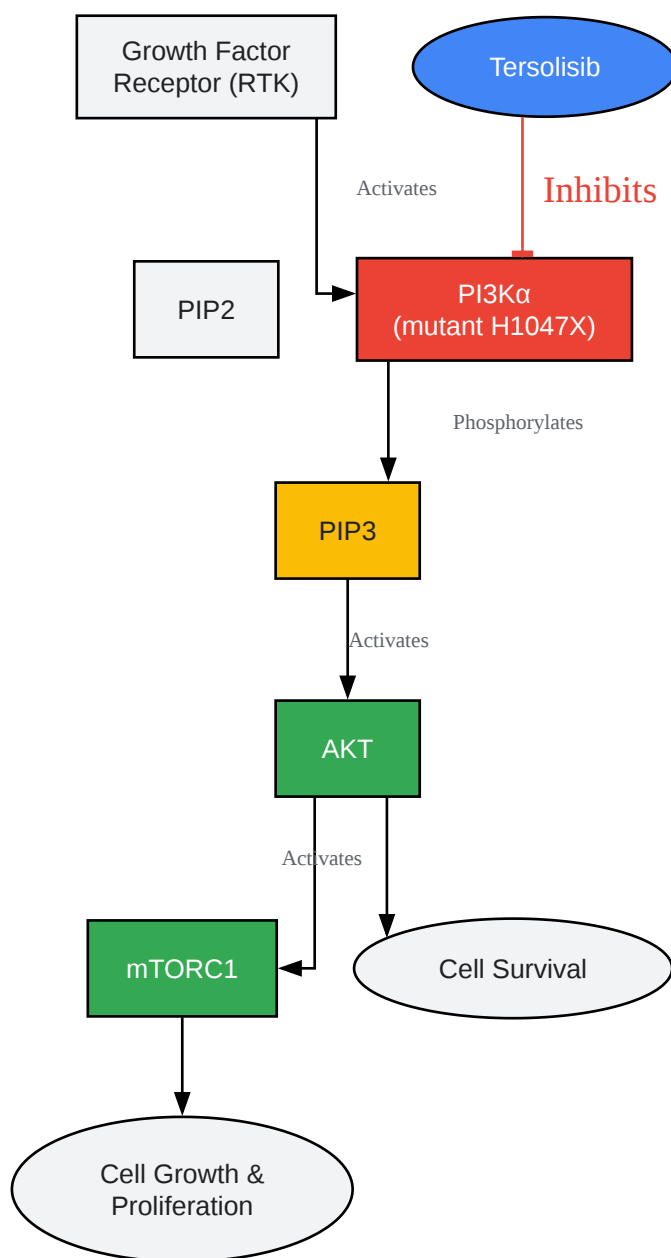 Growth Factor
Receptor (RTK)
Tersolisib
Activates
Inhibits
PIP2
PI3Kα
(mutant H1047X)
Phosphorylates
PIP3
Activates
AKT
Activates
mTORC1
Cell Survival
Cell Growth &
Proliferation